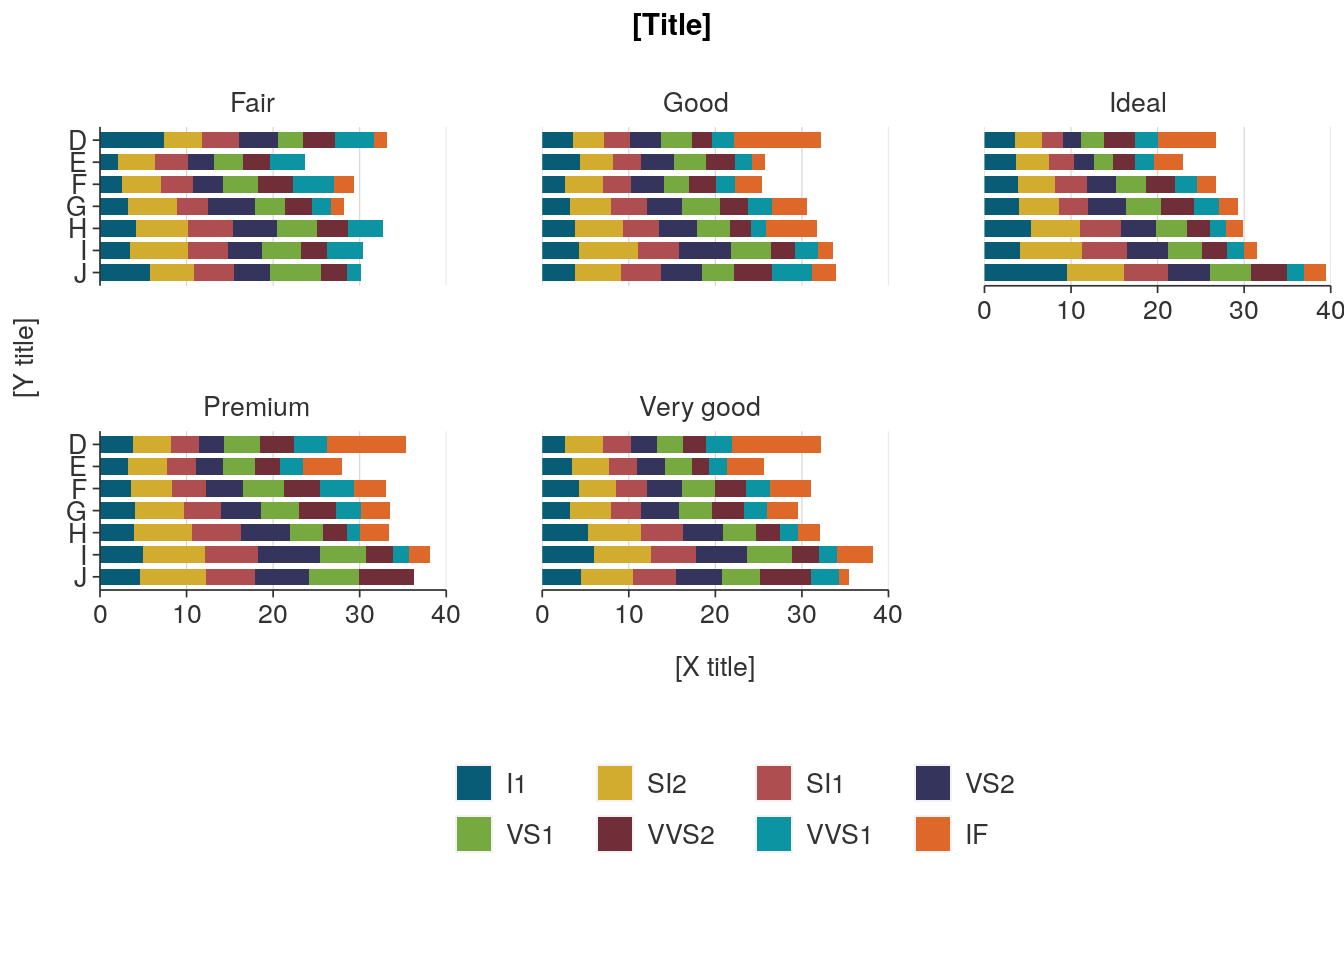 [Title]
Fair Good Ideal
D
E
F
G
H
I
J
0 10 20 30 40
[Y title]
Premium Very good
D
E
F
G
H
I
J
0 10 20 30 40 0 10 20 30 40
[X title]
I1 SI2 SI1 VS2
VS1 VVS2 VVS1 IF